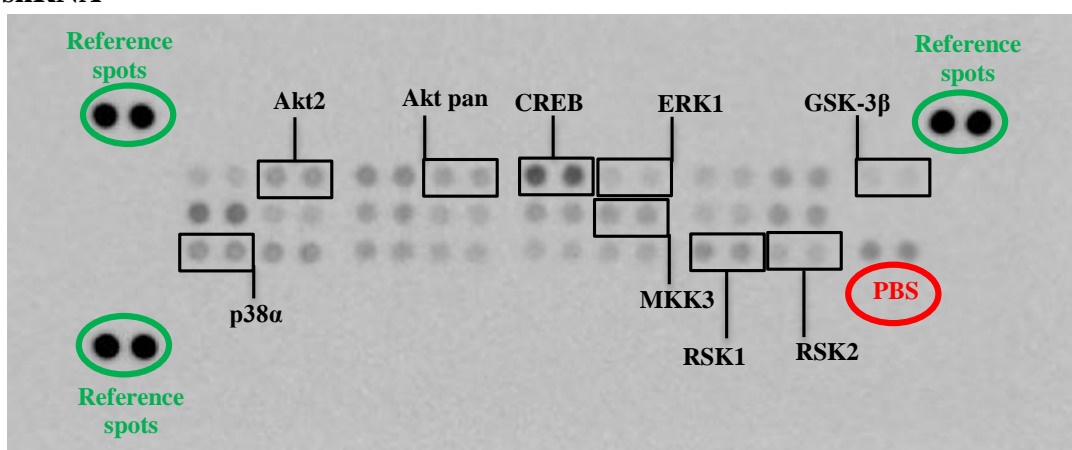 Reference
spots
Reference
spots
Akt2
Akt pan
CREB
ERK1
GSK-3β
p38α
MKK3
RSK1
RSK2
PBS
Reference
spots